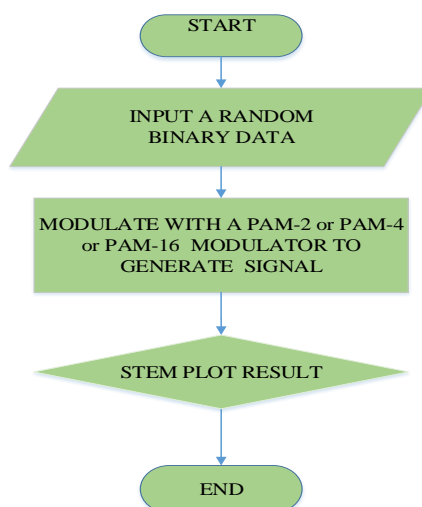 START
INPUT A RANDOM
BINARY DATA
MODULATE WITH A PAM-2 or PAM-4
or PAM-16 MODULATOR TO
GENERATE SIGNAL
STEM PLOT RESULT
END